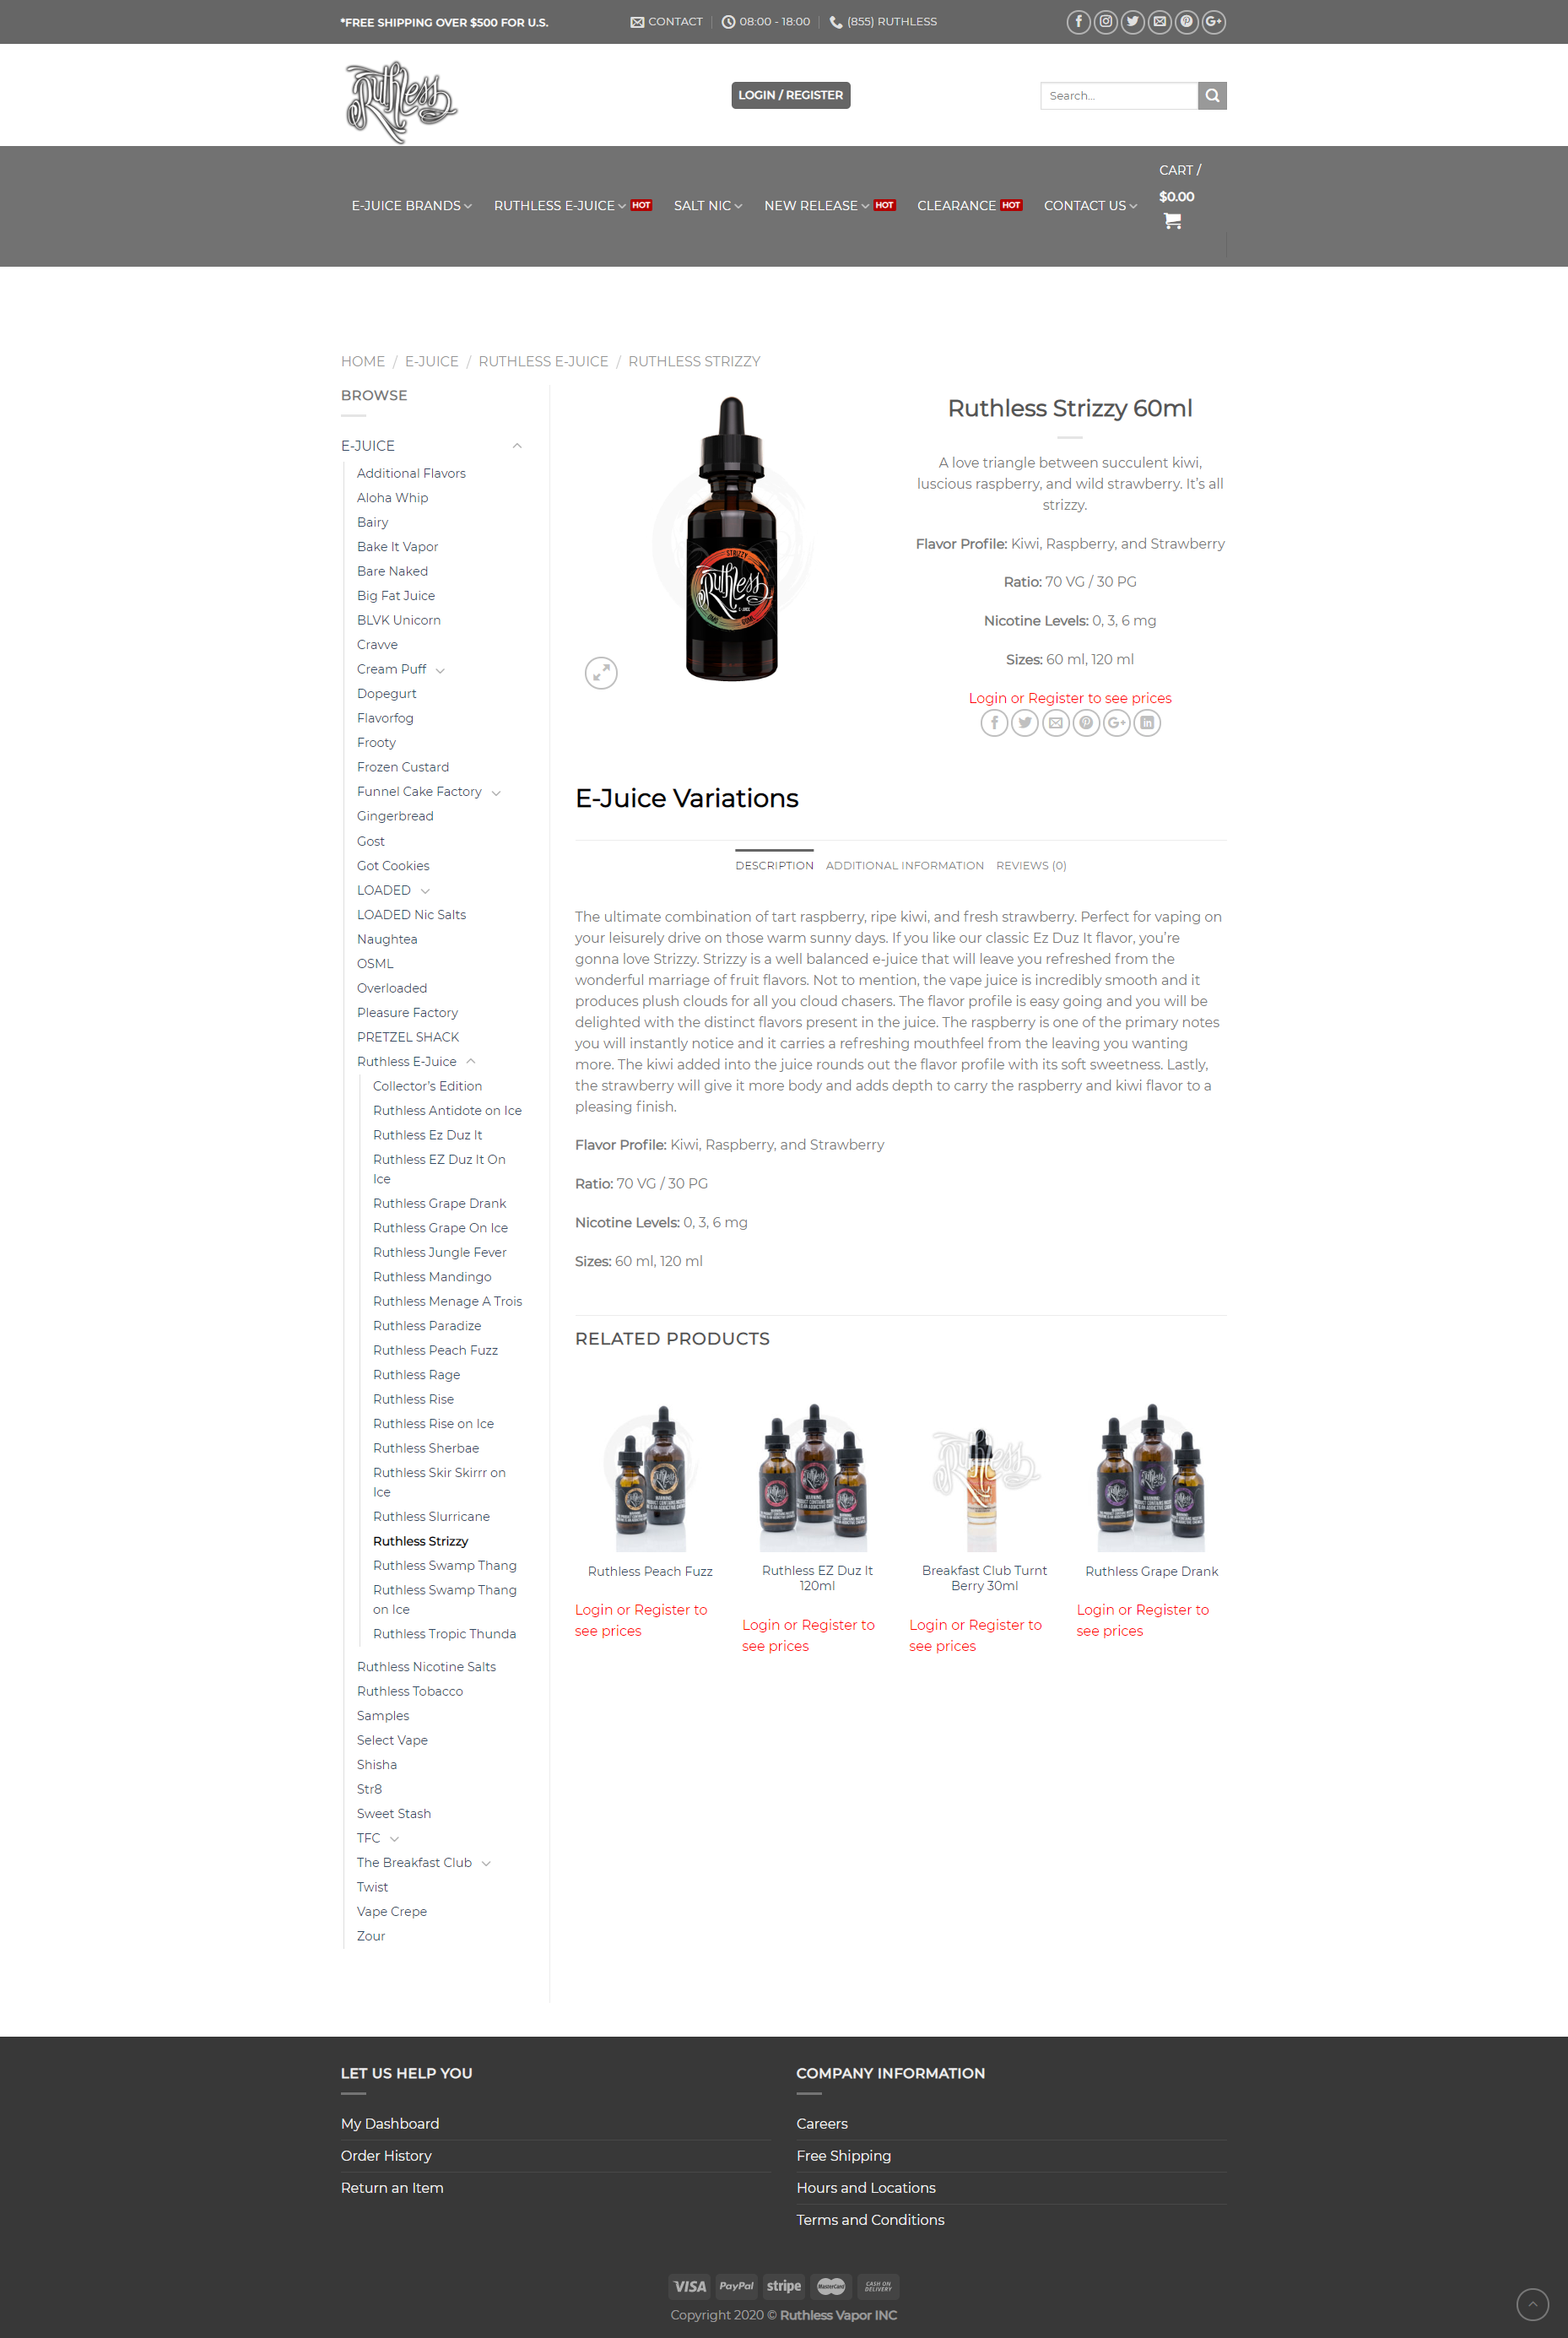 *FREE SHIPPING OVER $500 FOR U.S.
CONTACT
08:00 - 18:00
(855) RUTHLESS
Ruthless
LOGIN / REGISTER
Search...
E-JUICE BRANDS
RUTHLESS E-JUICE HOT
SALT NIC
NEW RELEASE HOT
CLEARANCE HOT
CONTACT US
CART /
$0.00
HOME / E-JUICE / RUTHLESS E-JUICE / RUTHLESS STRIZZY
BROWSE
E-JUICE
Additional Flavors
Aloha Whip
Bairy
Bake It Vapor
Bare Naked
Big Fat Juice
BLVK Unicorn
Cravve
Cream Puff
Dopegurt
Flavorfog
Frooty
Frozen Custard
Funnel Cake Factory
Gingerbread
Gost
Got Cookies
LOADED
LOADED Nic Salts
Naughtea
OSML
Overloaded
Pleasure Factory
PRETZEL SHACK
Ruthless E-Juice
Collector's Edition
Ruthless Antidote on Ice
Ruthless Ez Duz It
Ruthless EZ Duz It On
Ice
Ruthless Grape Drank
Ruthless Grape On Ice
Ruthless Jungle Fever
Ruthless Mandingo
Ruthless Menage A Trois
Ruthless Paradize
Ruthless Peach Fuzz
Ruthless Rage
Ruthless Rise
Ruthless Rise on Ice
Ruthless Sherbae
Ruthless Skir Skirrr on
Ice
Ruthless Slurricane
Ruthless Strizzy
Ruthless Swamp Thang
Ruthless Swamp Thang
on Ice
Ruthless Tropic Thunda
Ruthless Nicotine Salts
Ruthless Tobacco
Samples
Select Vape
Shisha
Str8
Sweet Stash
TFC
The Breakfast Club
Twist
Vape Crepe
Zour
STRIZZY
Ruthless
E-JUICE
0MG
60ML
Ruthless Strizzy 60ml
A love triangle between succulent kiwi,
luscious raspberry, and wild strawberry. It's all
strizzy.
Flavor Profile: Kiwi, Raspberry, and Strawberry
Ratio: 70 VG / 30 PG
Nicotine Levels: 0, 3, 6 mg
Sizes: 60 ml, 120 ml
Login or Register to see prices
E-Juice Variations
DESCRIPTION
ADDITIONAL INFORMATION
REVIEWS (0)
The ultimate combination of tart raspberry, ripe kiwi, and fresh strawberry. Perfect for vaping on
your leisurely drive on those warm sunny days. If you like our classic Ez Duz It flavor, you're
gonna love Strizzy. Strizzy is a well balanced e-juice that will leave you refreshed from the
wonderful marriage of fruit flavors. Not to mention, the vape juice is incredibly smooth and it
produces plush clouds for all you cloud chasers. The flavor profile is easy going and you will be
delighted with the distinct flavors present in the juice. The raspberry is one of the primary notes
you will instantly notice and it carries a refreshing mouthfeel from the leaving you wanting
more. The kiwi added into the juice rounds out the flavor profile with its soft sweetness. Lastly,
the strawberry will give it more body and adds depth to carry the raspberry and kiwi flavor to a
pleasing finish.
Flavor Profile: Kiwi, Raspberry, and Strawberry
Ratio: 70 VG / 30 PG
Nicotine Levels: 0, 3, 6 mg
Sizes: 60 ml, 120 ml
RELATED PRODUCTS
Ruthless Peach Fuzz
Login or Register to
see prices
Ruthless EZ Duz It
120ml
Login or Register to
see prices
Breakfast Club Turnt
Berry 30ml
Login or Register to
see prices
Ruthless Grape Drank
Login or Register to
see prices
LET US HELP YOU
My Dashboard
Order History
Return an Item
COMPANY INFORMATION
Careers
Free Shipping
Hours and Locations
Terms and Conditions
VISA
PayPal
stripe
MasterCard
CASH ON
DELIVERY
Copyright 2020 © Ruthless Vapor INC